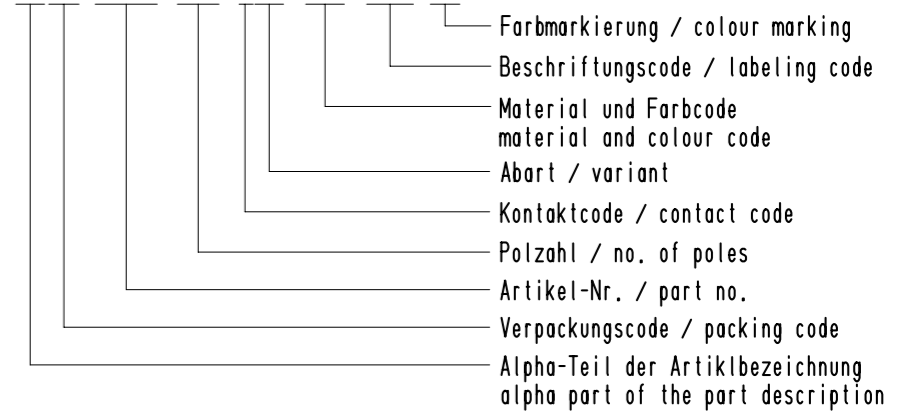 Farbmarkierung / colour marking
Beschriftungscode / labeling code
Material und Farbcode
material and colour code
Abart / variant
Kontaktcode / contact code
Polzahl / no. of poles
Artikel-Nr. / part no.
Verpackungscode / packing code
Alpha-Teil der Artiklbezeichnung
alpha part of the part description